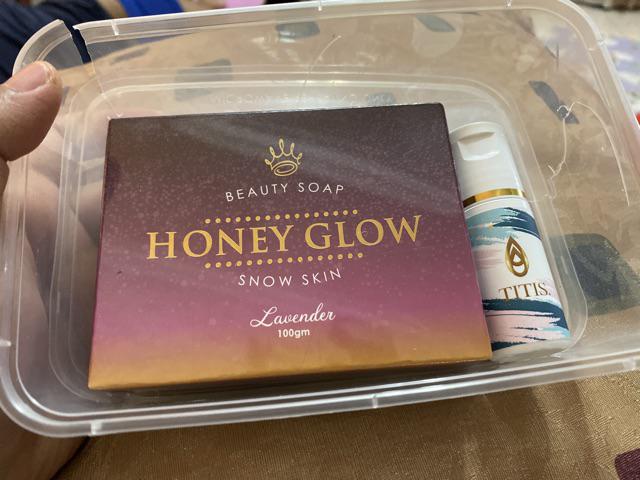 BEAUTY SOAP
HONEY GLOW
SNOW SKIN
Lavender
100gm
TITIS